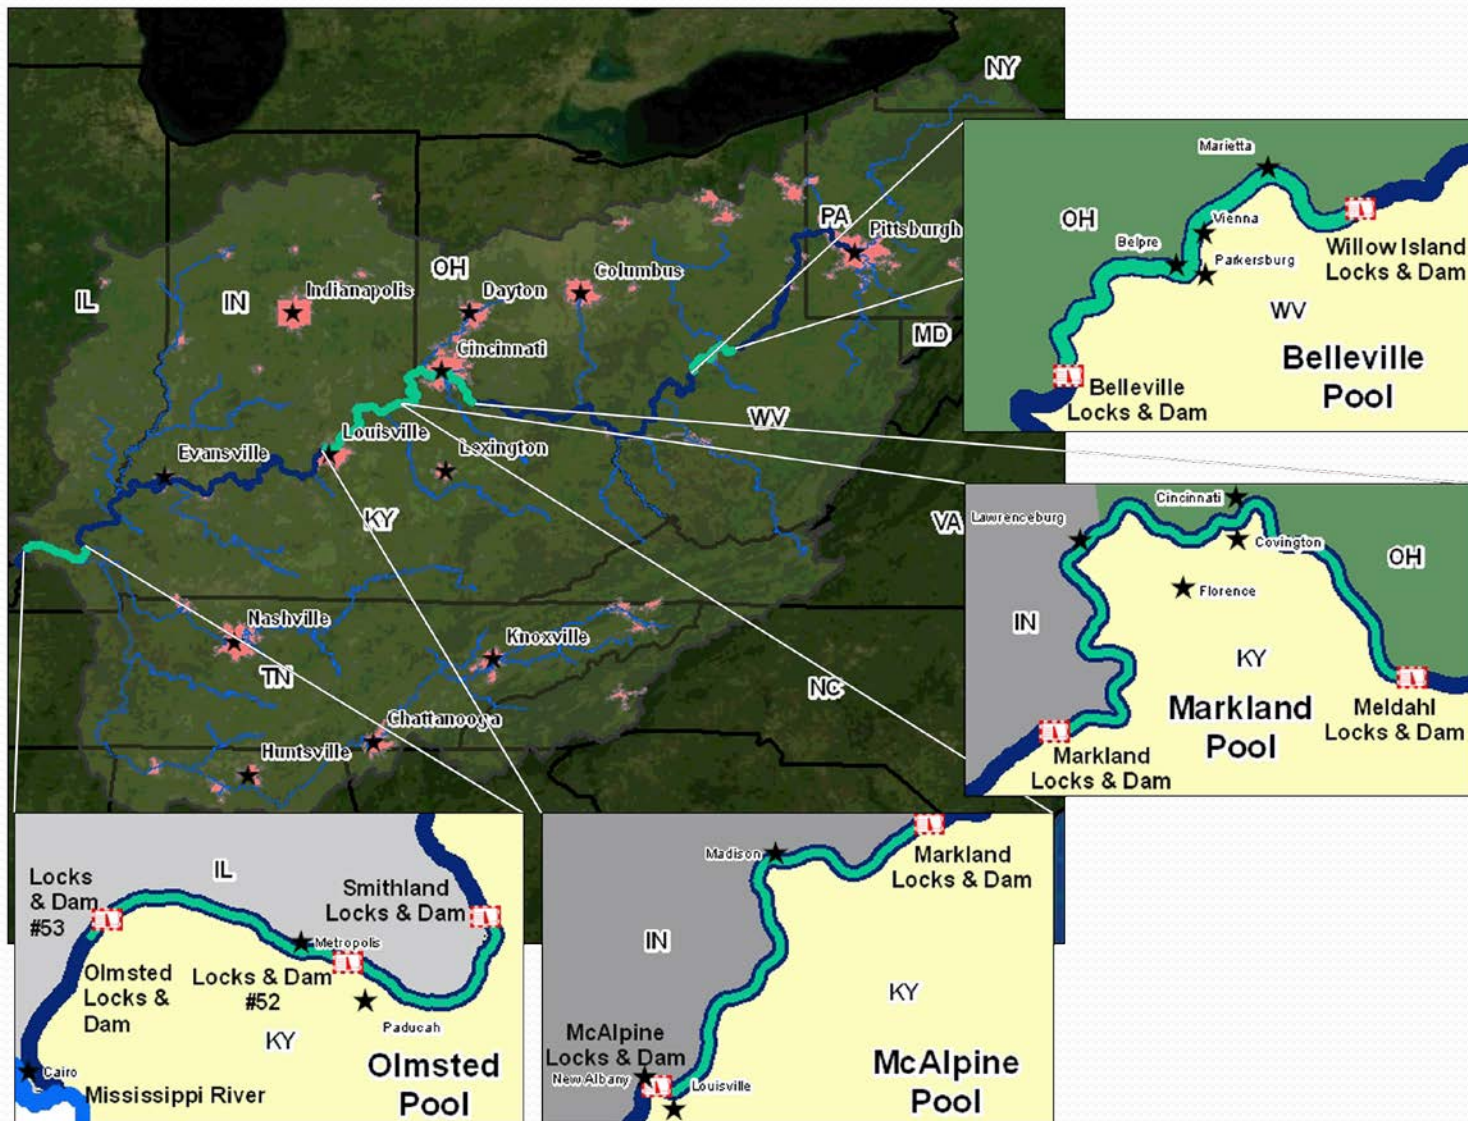 NY
PA
Pittsburgh
OH
Columbus
IL
IN
Indianapolis
Dayton
Cincinnati
MD
WV
Louisville
Evansville
Lexington
KY
VA
Nashville
Knoxville
TN
NC
Chattanooga
Huntsville
Marietta
OH
Vienna
Belpre
Parkersburg
Willow Island
Locks & Dam
WV
Belleville
Pool
Belleville
Locks & Dam
Cincinnati
Lawrenceburg
Covington
OH
Florence
IN
KY
Markland
Pool
Meldahl
Locks & Dam
Markland
Locks & Dam
IL
Locks
& Dam
#53
Smithland
Locks & Dam
Metropolis
Olmsted
Locks &
Dam
Locks & Dam
#52
Paducah
KY
Olmsted
Pool
Cairo
Mississippi River
Madison
Markland
Locks & Dam
IN
KY
McAlpine
Locks & Dam
New Albany
Louisville
McAlpine
Pool